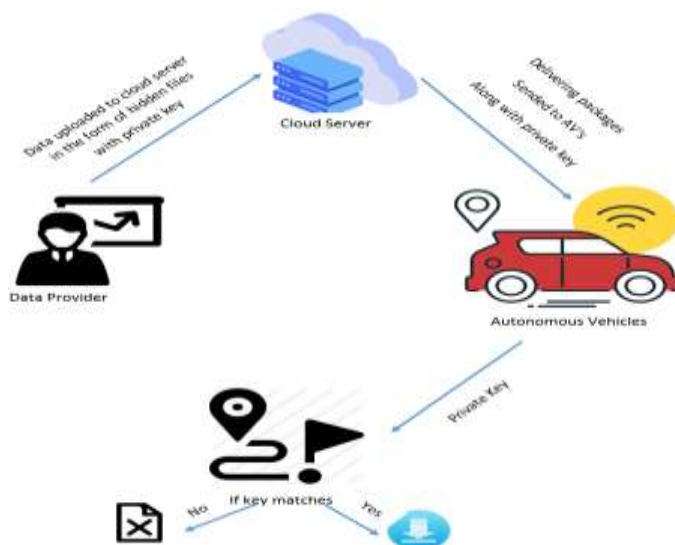 Data uploaded to cloud server
in the form of hidden files
with private key
Cloud Server
Delivering packages
Sended to AV's
Along with private key
Data Provider
Autonomous Vehicles
Private Key
If key matches
No
Yes